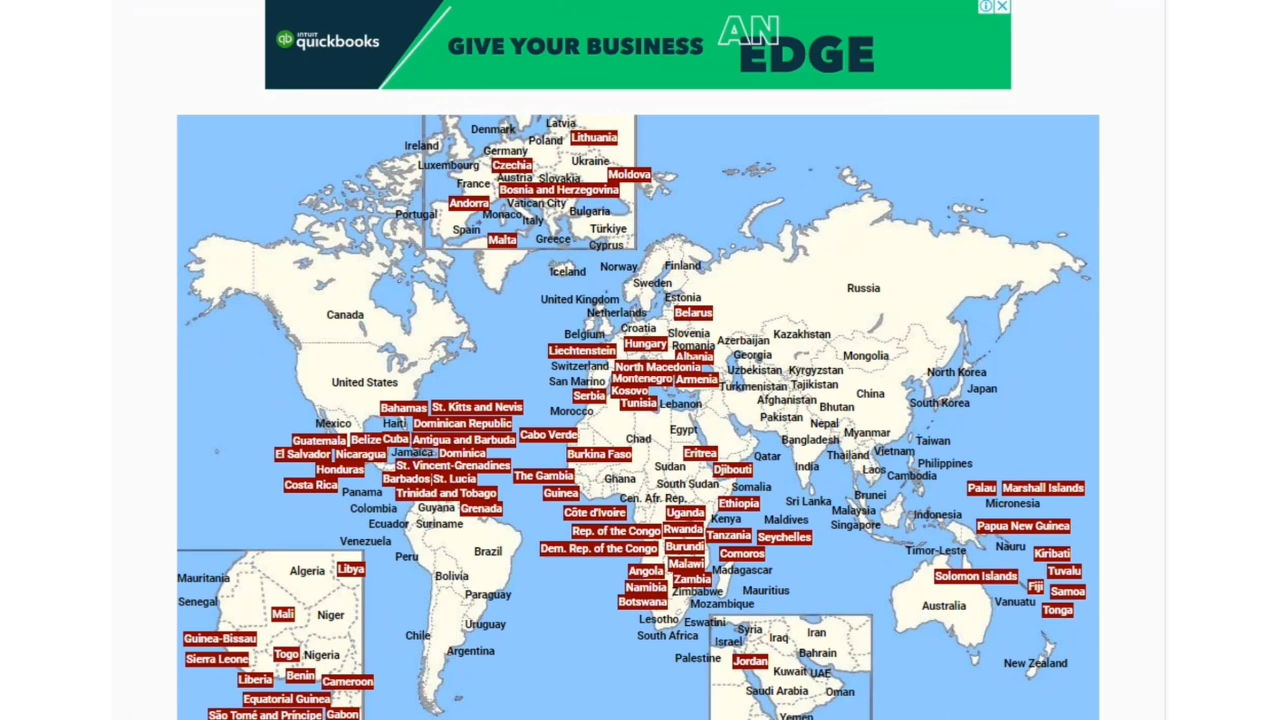 INTUIT
quickbooks
GIVE YOUR BUSINESS
AN
EDGE
Latvia
Denmark
Lithuania
Poland
Ireland
Germany
Ukraine
Luxembourg
Czechia
Moldova
Austria
Slovakia
France
Bosnia and Herzegovina
Andorra
Vatican City
Bulgaria
Portugal
Monaco
Italy
Spain
Türkiye
Malta
Greece
Cyprus
Iceland
Norway
Finland
Sweden
Russia
United Kingdom
Estonia
Netherlands
Belarus
Canada
Belgium
Croatia
Slovenia
Kazakhstan
Hungary
Romania
Azerbaijan
Liechtenstein
Albania
Georgia
Mongolia
Switzerland
North Macedonia
Uzbekistan
Kyrgyzstan
North Korea
United States
San Marino
Montenegro
Armenia
Turkmenistan
Tajikistan
Japan
Serbia
Kosovo
China
Tunisia
Lebanon
Afghanistan
Bhutan
South Korea
Bahamas
St. Kitts and Nevis
Morocco
Pakistan
Mexico
Haiti
Dominican Republic
Egypt
Nepal
Myanmar
Guatemala
Belize
Cuba
Antigua and Barbuda
Cabo Verde
Chad
Bangladesh
Taiwan
El Salvador
Nicaragua
Jamaica
Dominica
Burkina Faso
Eritrea
Qatar
Thailand
Vietnam
Honduras
St. Vincent-Grenadines
Sudan
Djibouti
India
Laos
Philippines
Costa Rica
Barbados
St. Lucia
The Gambia
Ghana
South Sudan
Somalia
Cambodia
Panama
Trinidad and Tobago
Guinea
Cen. Afr. Rep.
Ethiopia
Sri Lanka
Brunei
Palau
Marshall Islands
Colombia
Guyana
Grenada
Côte d'Ivoire
Uganda
Kenya
Maldives
Malaysia
Indonesia
Micronesia
Ecuador
Suriname
Rep. of the Congo
Rwanda
Tanzania
Seychelles
Singapore
Papua New Guinea
Venezuela
Dem. Rep. of the Congo
Burundi
Comoros
Timor-Leste
Nauru
Kiribati
Peru
Brazil
Malawi
Angola
Madagascar
Tuvalu
Mauritania
Algeria
Libya
Bolivia
Zambia
Solomon Islands
Namibia
Zimbabwe
Mauritius
Fiji
Samoa
Senegal
Paraguay
Botswana
Mozambique
Australia
Vanuatu
Tonga
Mali
Niger
Lesotho
Eswatini
Uruguay
Syria
Iran
Guinea-Bissau
Chile
South Africa
Israel
Iraq
Argentina
Bahrain
Sierra Leone
Togo
Nigeria
Palestine
Jordan
New Zealand
Liberia
Benin
Cameroon
Kuwait
UAE
Equatorial Guinea
Saudi Arabia
Oman
São Tomé and Príncipe
Gabon
Yemen